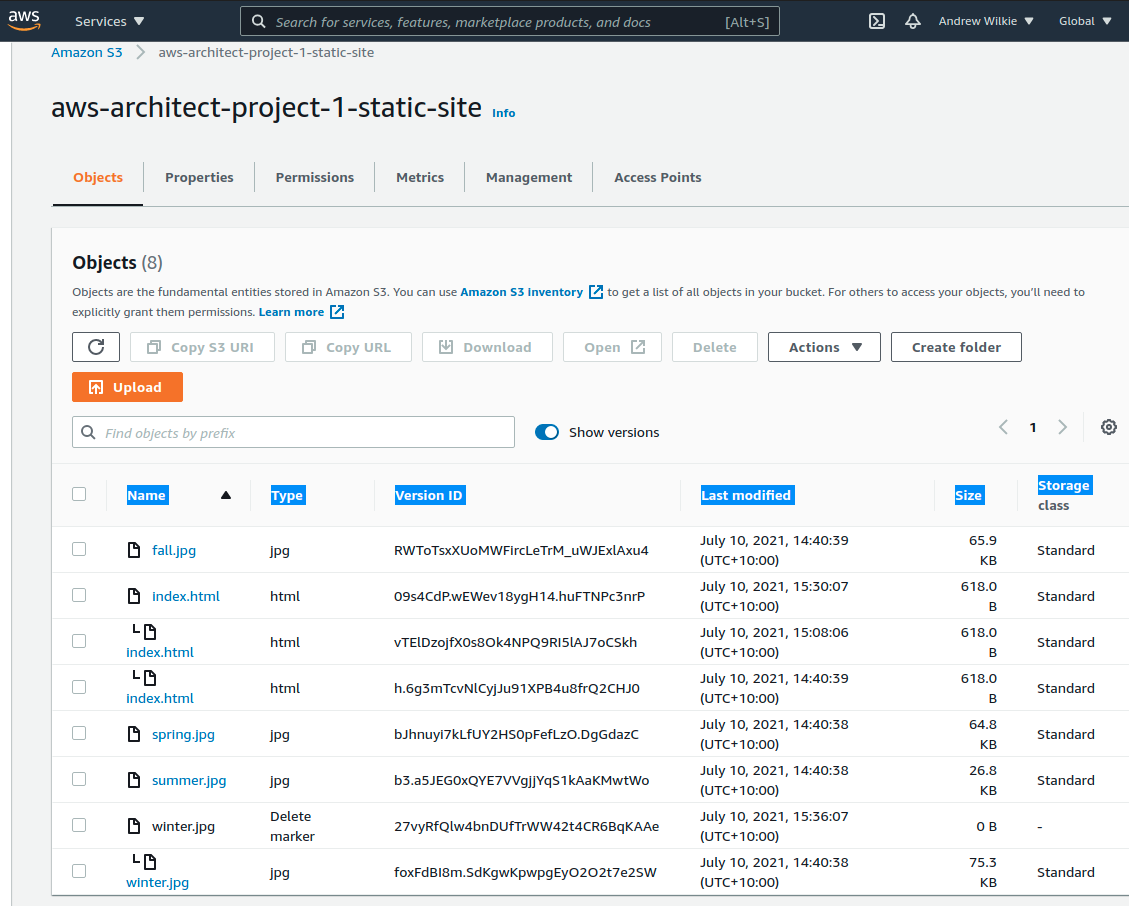 aws Services Search for services, features, marketplace products, and docs [Alt+S] Andrew Wilkie Global
Amazon S3 aws-architect-project-1-static-site
aws-architect-project-1-static-site Info
Objects Properties Permissions Metrics Management Access Points
Objects (8)
Objects are the fundamental entities stored in Amazon S3. You can use Amazon S3 inventory to get a list of all objects in your bucket. For others to access your objects, you'll need to
explicitly grant them permissions. Learn more
Copy S3 URI Copy URL Download Open Delete Actions Create folder
Upload
Find objects by prefix Show versions 1
Name Type Version ID Last modified Size Storage
class
fall.jpg jpg RWToTsxXUoMWFircLeTrM_uWJExlAxu4 July 10, 2021, 14:40:39 65.9 Standard
(UTC+10:00) KB
index.html html 09s4CdP.wEWev18ygH14.huFTNPc3nrP July 10, 2021, 15:30:07 618.0 Standard
(UTC+10:00) B
index.html html vTElDzojfX0s8Ok4NPQ9RI5lAJ7oCSkh July 10, 2021, 15:08:06 618.0 Standard
(UTC+10:00) B
index.html html h.6g3mTcvNlCyjJu91XPB4u8frQ2CHJ0 July 10, 2021, 14:40:39 618.0 Standard
(UTC+10:00) B
spring.jpg jpg bJhnuyi7kLfUY2HS0pFefLzO.DgGdazC July 10, 2021, 14:40:38 64.8 Standard
(UTC+10:00) KB
summer.jpg jpg b3.a5JEG0xQYE7VVgjjYqS1kAaKMwtWo July 10, 2021, 14:40:38 26.8 Standard
(UTC+10:00) KB
winter.jpg Delete 27vyRfQlw4bnDUfTrWW42t4CR6BqKAAe July 10, 2021, 15:36:07 0 B -
marker (UTC+10:00)
winter.jpg jpg foxFdBI8m.SdKgwKpwpgEyO2O2t7e2SW July 10, 2021, 14:40:38 75.3 Standard
(UTC+10:00) KB